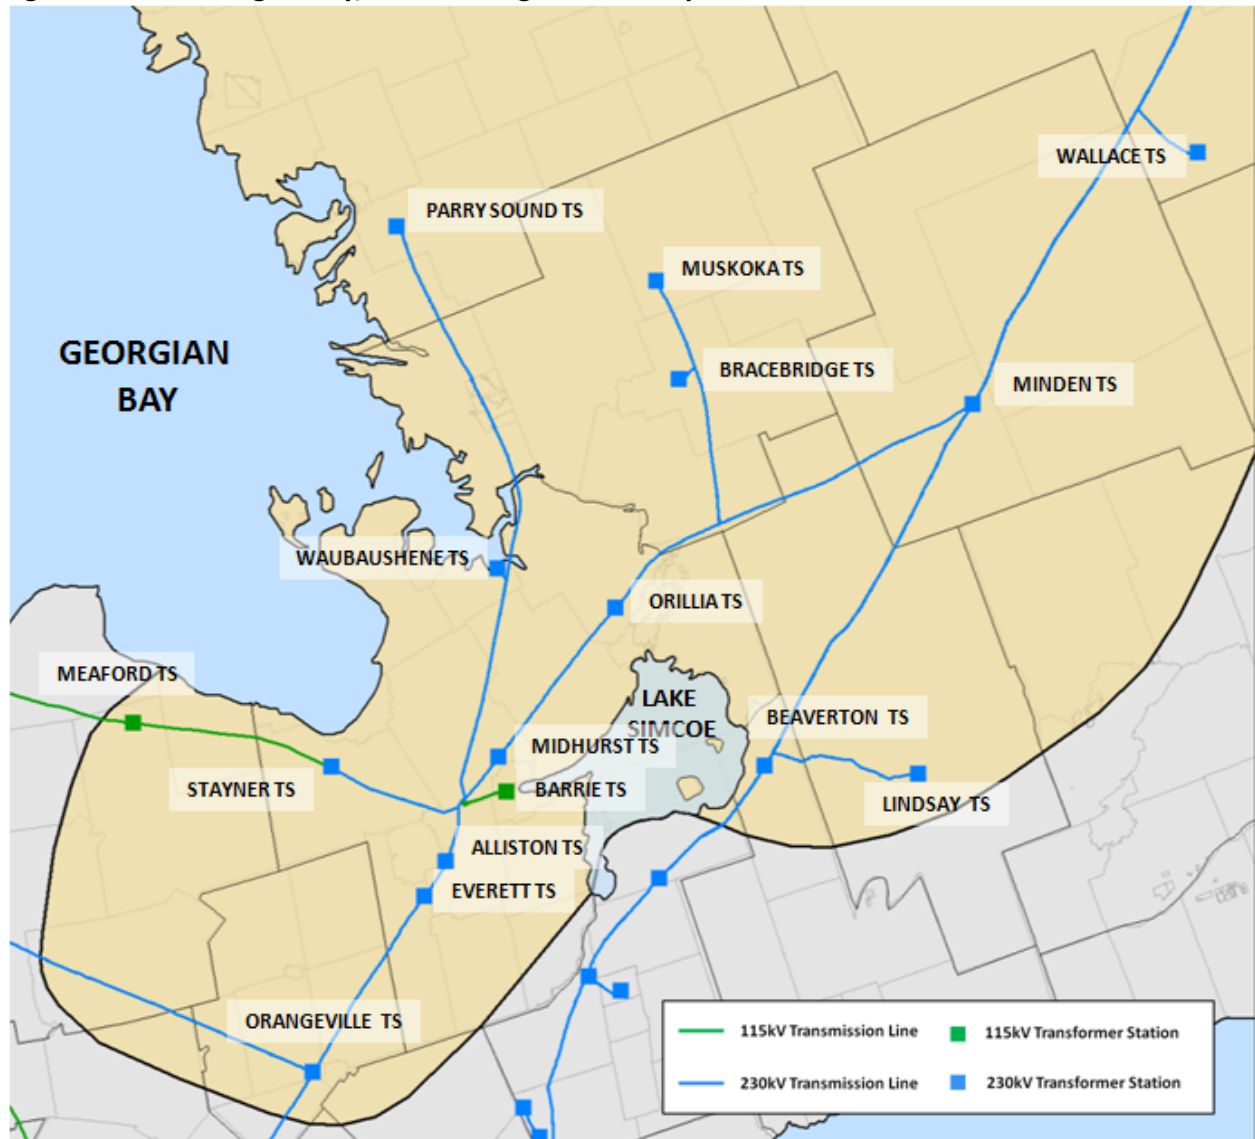 WALLACE TS
PARRY SOUND TS
MUSKOKA TS
GEORGIAN
BAY
BRACEBRIDGE TS
MINDEN TS
WAUBAUSHENE TS
ORILLIA TS
MEAFORD TS
LAKE
SIMCOE
BEAVERTON TS
MIDHURST TS
STAYNER TS
BARRIE TS
LINDSAY TS
ALLISTON TS
EVERETT TS
ORANGEVILLE TS
115kV Transmission Line
115kV Transformer Station
230kV Transmission Line
230kV Transformer Station